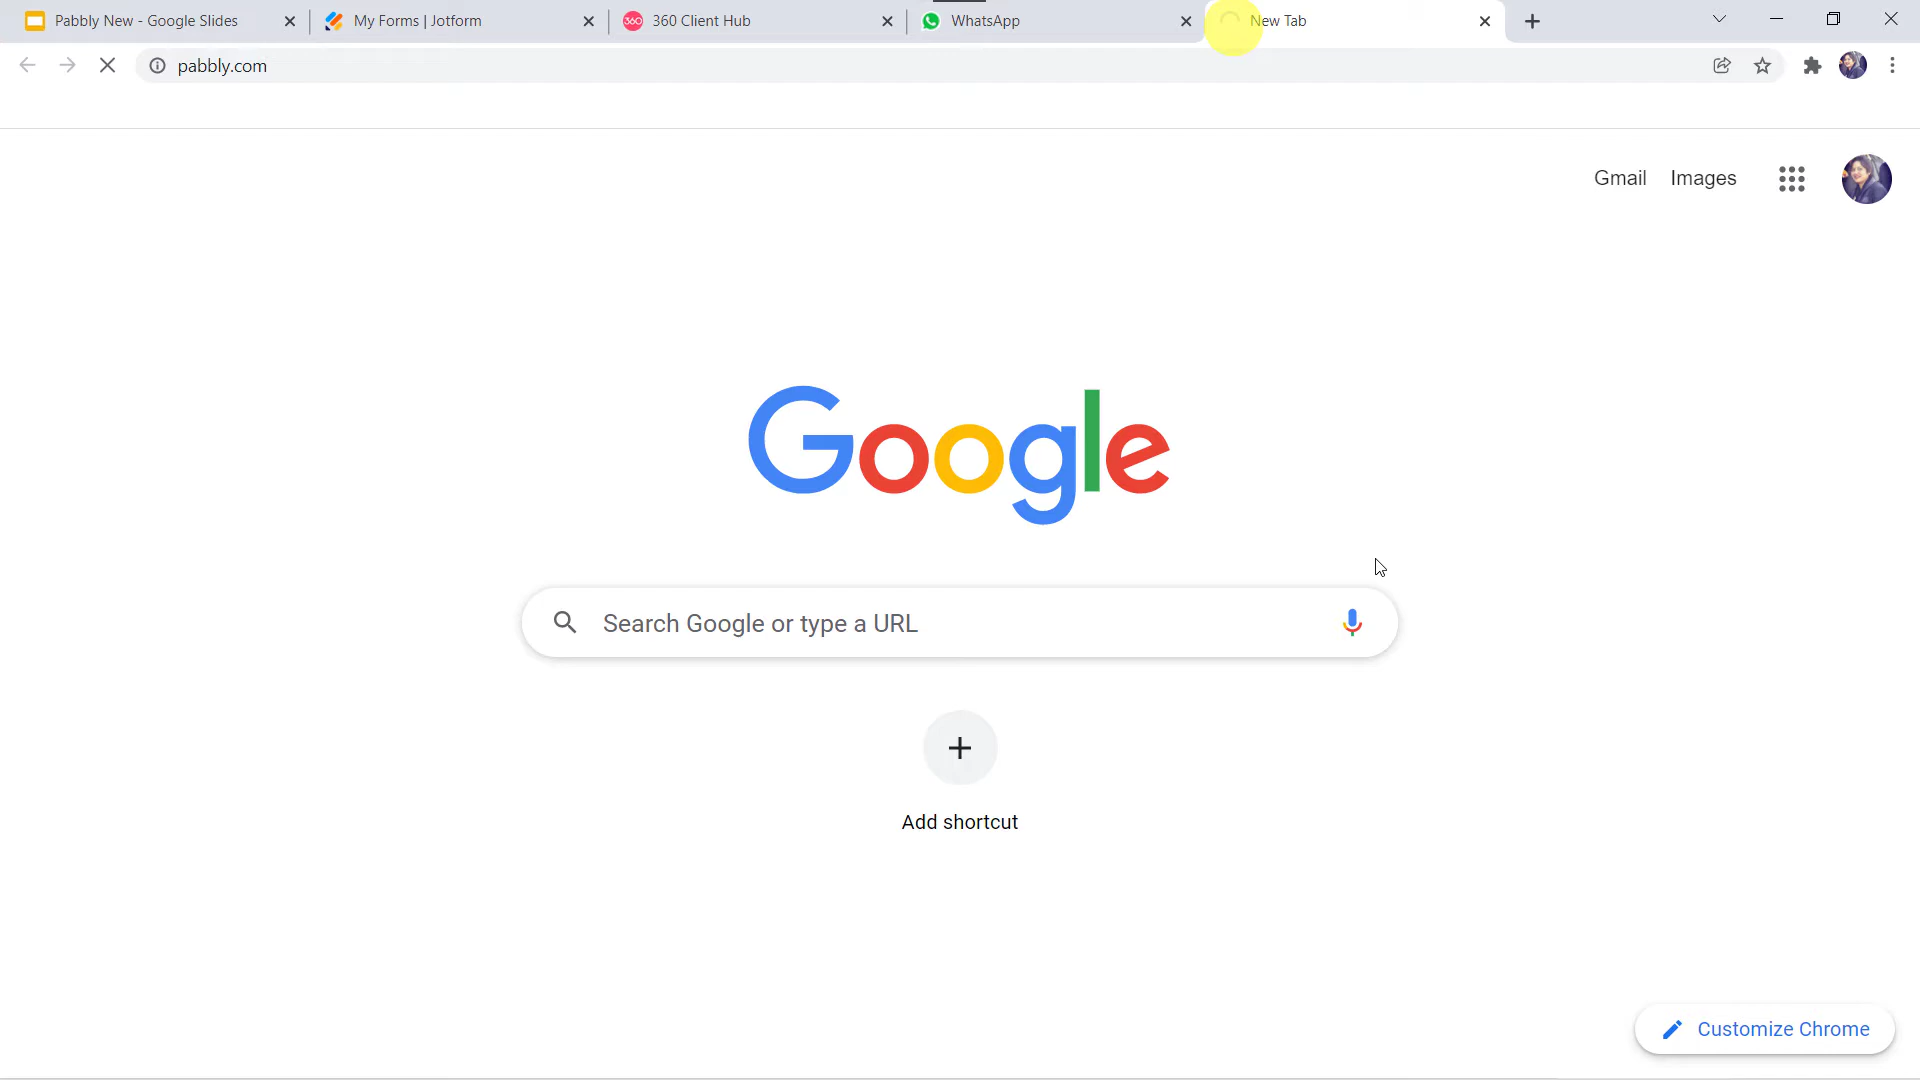 Pabbly New - Google Slides
My Forms | Jotform
360 Client Hub
WhatsApp
New Tab
pabbly.com
Gmail
Images
Google
Search Google or type a URL
Add shortcut
Customize Chrome